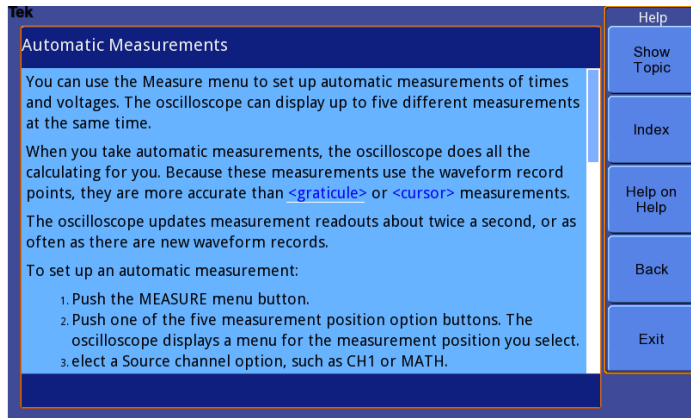 Tek
Automatic Measurements
You can use the Measure menu to set up automatic measurements of times
and voltages. The oscilloscope can display up to five different measurements
at the same time.
When you take automatic measurements, the oscilloscope does all the
calculating for you. Because these measurements use the waveform record
points, they are more accurate than <graticule> or <cursor> measurements.
The oscilloscope updates measurement readouts about twice a second, or as
often as there are new waveform records.
To set up an automatic measurement:
1. Push the MEASURE menu button.
2. Push one of the five measurement position option buttons. The
oscilloscope displays a menu for the measurement position you select.
3. elect a Source channel option, such as CH1 or MATH.
Help
Show
Topic
Index
Help on
Help
Back
Exit